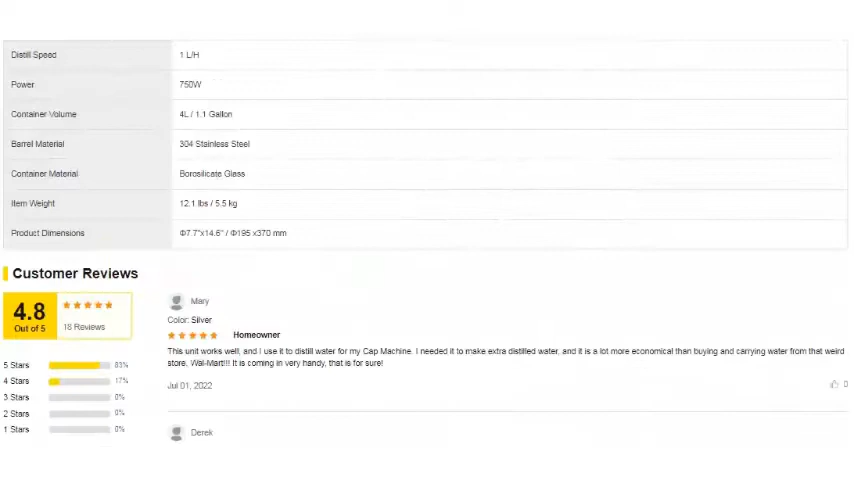 Distill Speed 1 L/H
Power 750W
Container Volume 4L / 1.1 Gallon
Barrel Material 304 Stainless Steel
Container Material Borosilicate Glass
Item Weight 12.1 lbs / 5.5 kg
Product Dimensions Φ7.7"x14.6" / Φ195 x370 mm
Customer Reviews
4.8
Out of 5
18 Reviews
5 Stars 83%
4 Stars 17%
3 Stars 0%
2 Stars 0%
1 Stars 0%
Mary
Color: Silver
Homeowner
This unit works well, and I use it to distill water for my Cap Machine. I needed it to make extra distilled water, and it is a lot more economical than buying and carrying water from that weird
store, Wal-Mart!!! It is coming in very handy, that is for sure!
Jul 01, 2022
0
Derek